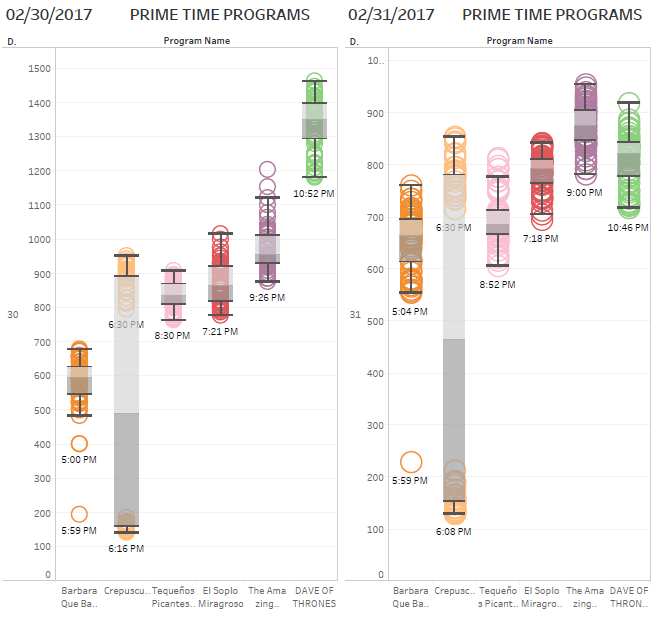 02/30/2017 PRIME TIME PROGRAMS
D. Program Name
1500
1400
1300
1200
1100
1000
900
800
700
600
500
400
300
200
100
0
30
10:52 PM
9:26 PM
6:30 PM
8:30 PM
7:21 PM
5:00 PM
5:59 PM
6:16 PM
Barbara
Que Ba..
Crepuscu..
Tequeños
Picantes..
El Soplo
Miragroso
The Ama
zing..
DAVE OF
THRONES
02/31/2017 PRIME TIME PROGRAMS
D. Program Name
10..
900
800
700
600
500
400
300
200
100
0
31
9:00 PM
6:30 PM
7:18 PM
10:46 PM
8:52 PM
5:04 PM
5:59 PM
6:08 PM
Barbara
Que Ba..
Crepusc..
Tequeño
s Picant..
El Soplo
Miragro..
The Ama
zing..
DAVE OF
THRON..